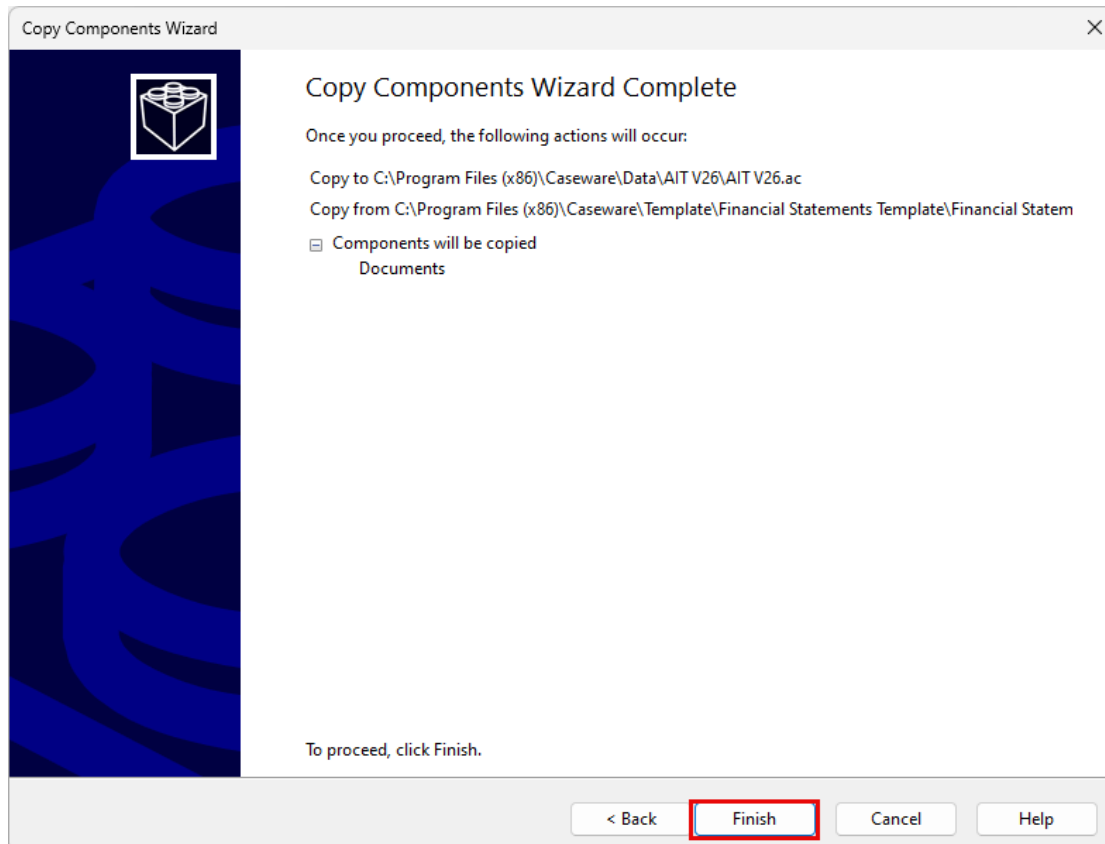 Copy Components Wizard
Copy Components Wizard Complete
Once you proceed, the following actions will occur:
Copy to C:\Program Files (x86)\Caseware\Data\AIT V26\AIT V26.ac
Copy from C:\Program Files (x86)\Caseware\Template\Financial Statements Template\Financial Statem
Components will be copied
Documents
To proceed, click Finish.
< Back Finish Cancel Help